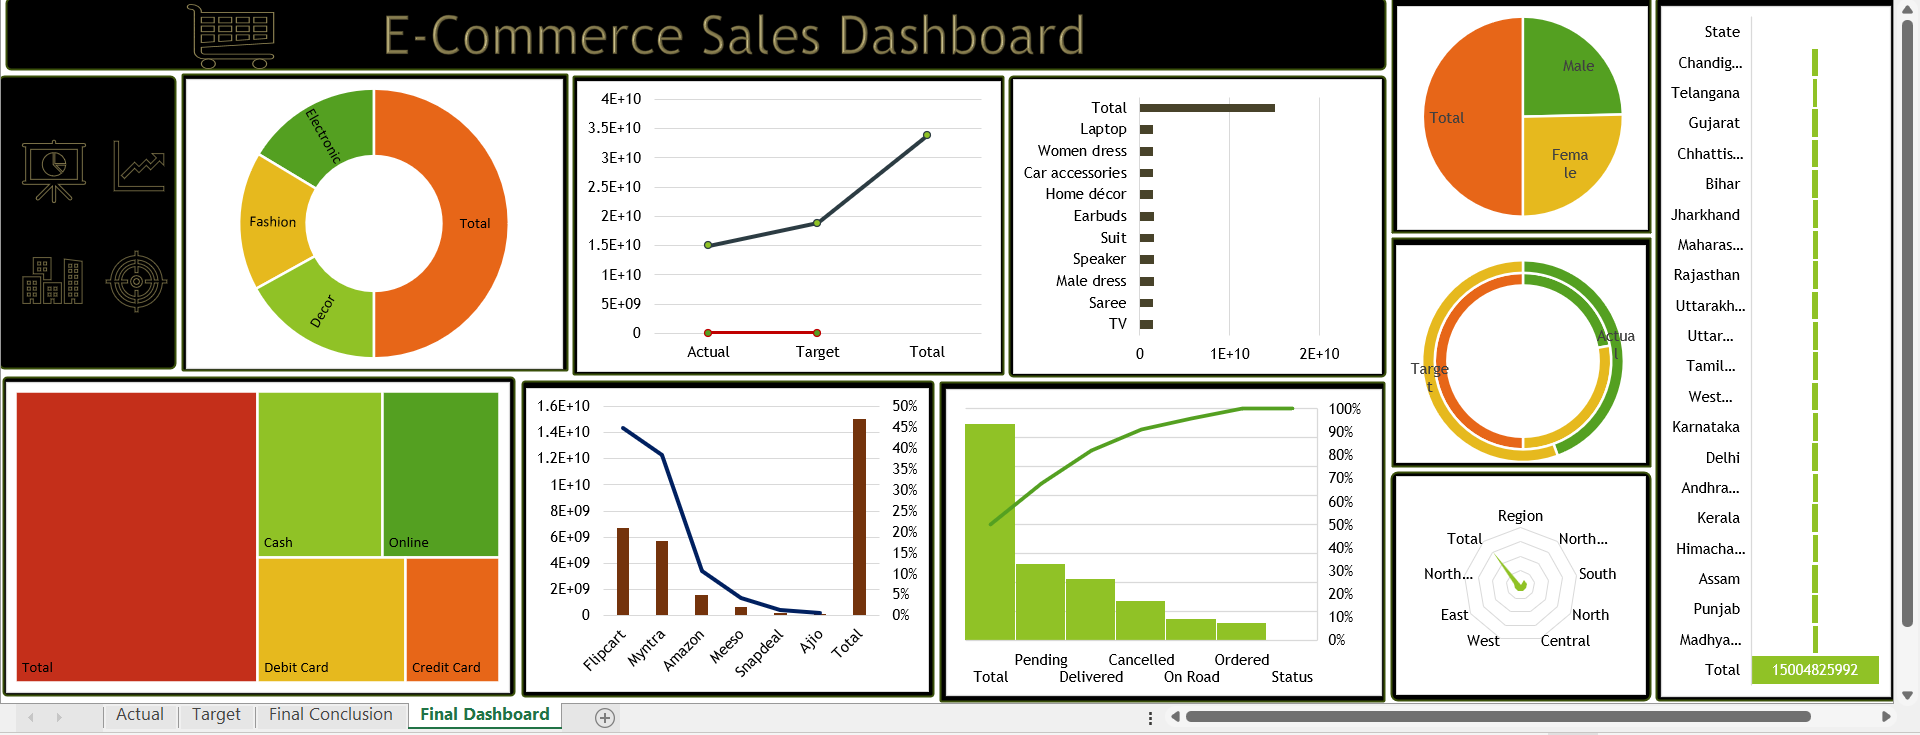 E-Commerce Sales Dashboard
Electronic
Fashion
Decor
Total
4E+10
3.5E+10
3E+10
2.5E+10
2E+10
1.5E+10
1E+10
5E+09
0
Actual
Target
Total
Total
Laptop
Women dress
Car accessories
Home décor
Earbuds
Suit
Speaker
Male dress
Saree
TV
0
1E+10
2E+10
Male
Total
Fema
le
Actua
l
Targe
t
Region
Total
North...
North...
South
East
North
West
Central
State
Chandig...
Telangana
Gujarat
Chhattis...
Bihar
Jharkhand
Maharas...
Rajasthan
Uttarakh...
Uttar...
Tamil...
West...
Karnataka
Delhi
Andhra...
Kerala
Himacha...
Assam
Punjab
Madhya...
Total
15004825992
Total
Cash
Online
Debit Card
Credit Card
1.6E+10
1.4E+10
1.2E+10
1E+10
8E+09
6E+09
4E+09
2E+09
0
50%
45%
40%
35%
30%
25%
20%
15%
10%
5%
0%
Flipcart
Myntra
Amazon
Meeso
Snapdeal
Ajio
Total
100%
90%
80%
70%
60%
50%
40%
30%
20%
10%
0%
Pending
Cancelled
Ordered
Total
Delivered
On Road
Status
Actual
Target
Final Conclusion
Final Dashboard